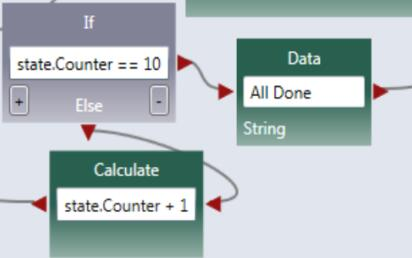 If
state.Counter == 10
+ Else -
Data
All Done
String
Calculate
state.Counter + 1